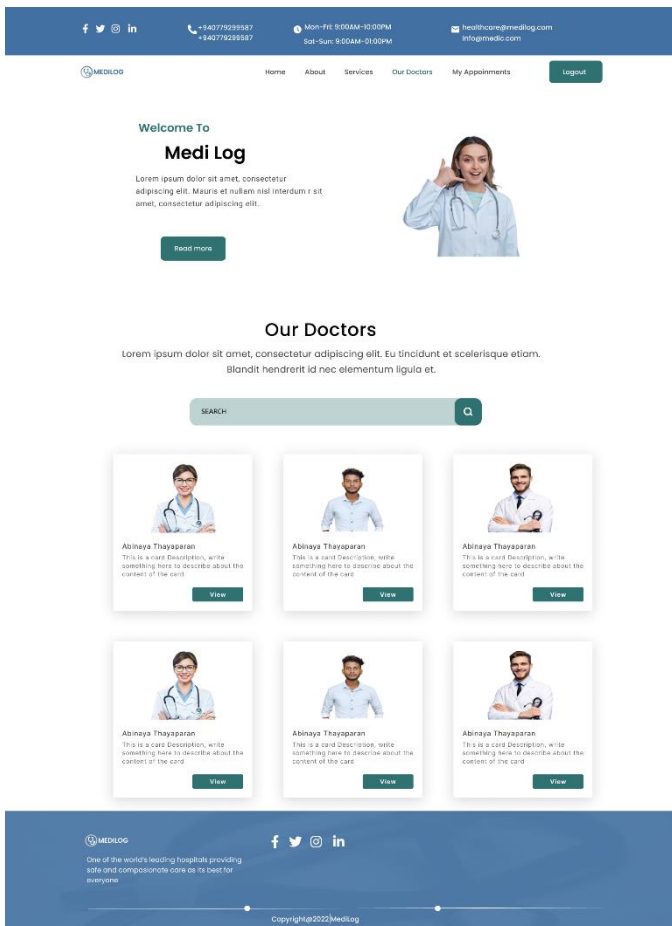 +940779299587
+940779299587
Mon-Fri: 9:00AM-10:00PM
Sat-Sun: 9:00AM-01:00PM
healthcare@medilog.com
info@medic.com
MEDILOG
Home About Services Our Doctors My Appoinments Logout
Welcome To
Medi Log
Lorem ipsum dolor sit amet, consectetur
adipiscing elit. Mauris et nullam nisl interdum r sit
amet, consectetur adipiscing elit..
Read more
Our Doctors
Lorem ipsum dolor sit amet, consectetur adipiscing elit. Eu tincidunt et scelerisque etiam.
Blandit hendrerit id nec elementum ligula et.
SEARCH
Abinaya Thayaparan
This is a card Description, write
something here to describe about the
content of the card
View
Abinaya Thayaparan
This is a card Description, write
something here to describe about the
content of the card
View
Abinaya Thayaparan
This is a card Description, write
something here to describe about the
content of the card
View
Abinaya Thayaparan
This is a card Description, write
something here to describe about the
content of the card
View
Abinaya Thayaparan
This is a card Description, write
something here to describe about the
content of the card
View
Abinaya Thayaparan
This is a card Description, write
something here to describe about the
content of the card
View
MEDILOG
One of the world's leading hospitals providing
safe and compasionate care as its best for
everyone
Copyright@2022|MediLog